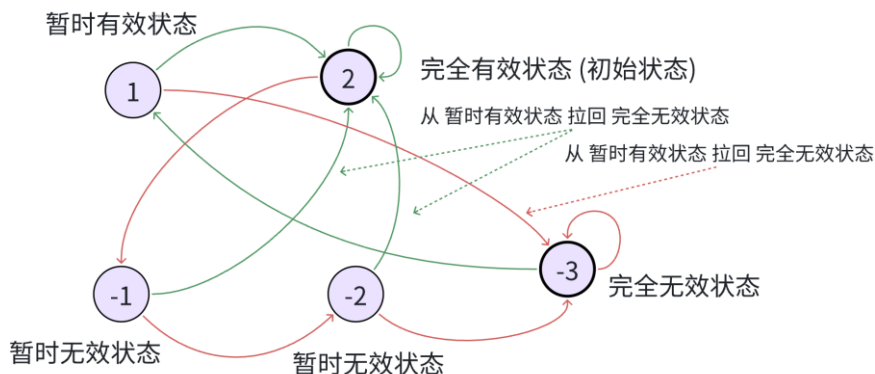 暂时有效状态
1
2
完全有效状态 (初始状态)
从 暂时有效状态 拉回 完全无效状态
从 暂时有效状态 拉回 完全无效状态
-1
-2
-3
完全无效状态
暂时无效状态
暂时无效状态